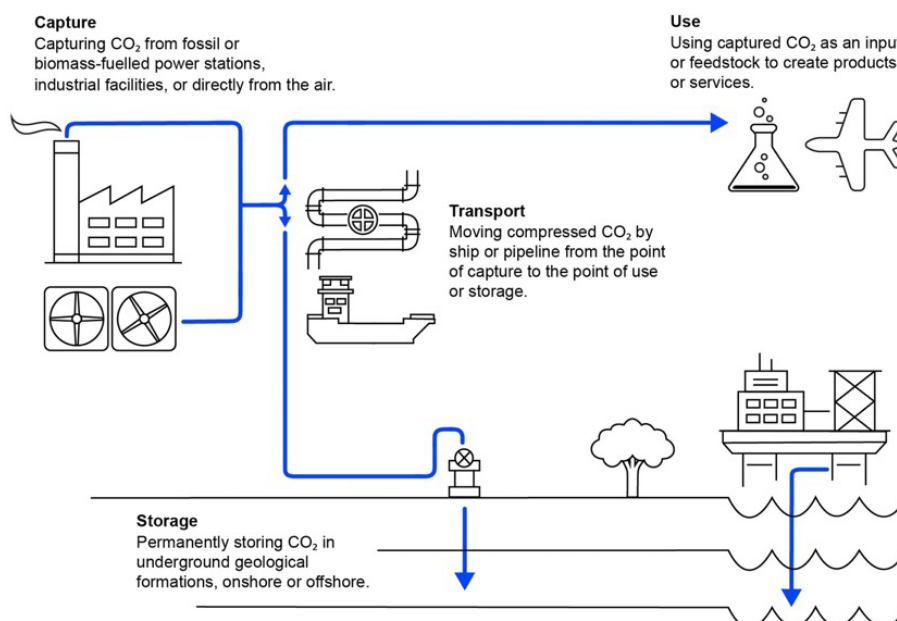 Capture
Capturing CO₂ from fossil or
biomass-fuelled power stations,
industrial facilities, or directly from the air.
Use
Using captured CO₂ as an input
or feedstock to create products
or services.
Transport
Moving compressed CO₂ by
ship or pipeline from the point
of capture to the point of use
or storage.
Storage
Permanently storing CO₂ in
underground geological
formations, onshore or offshore.